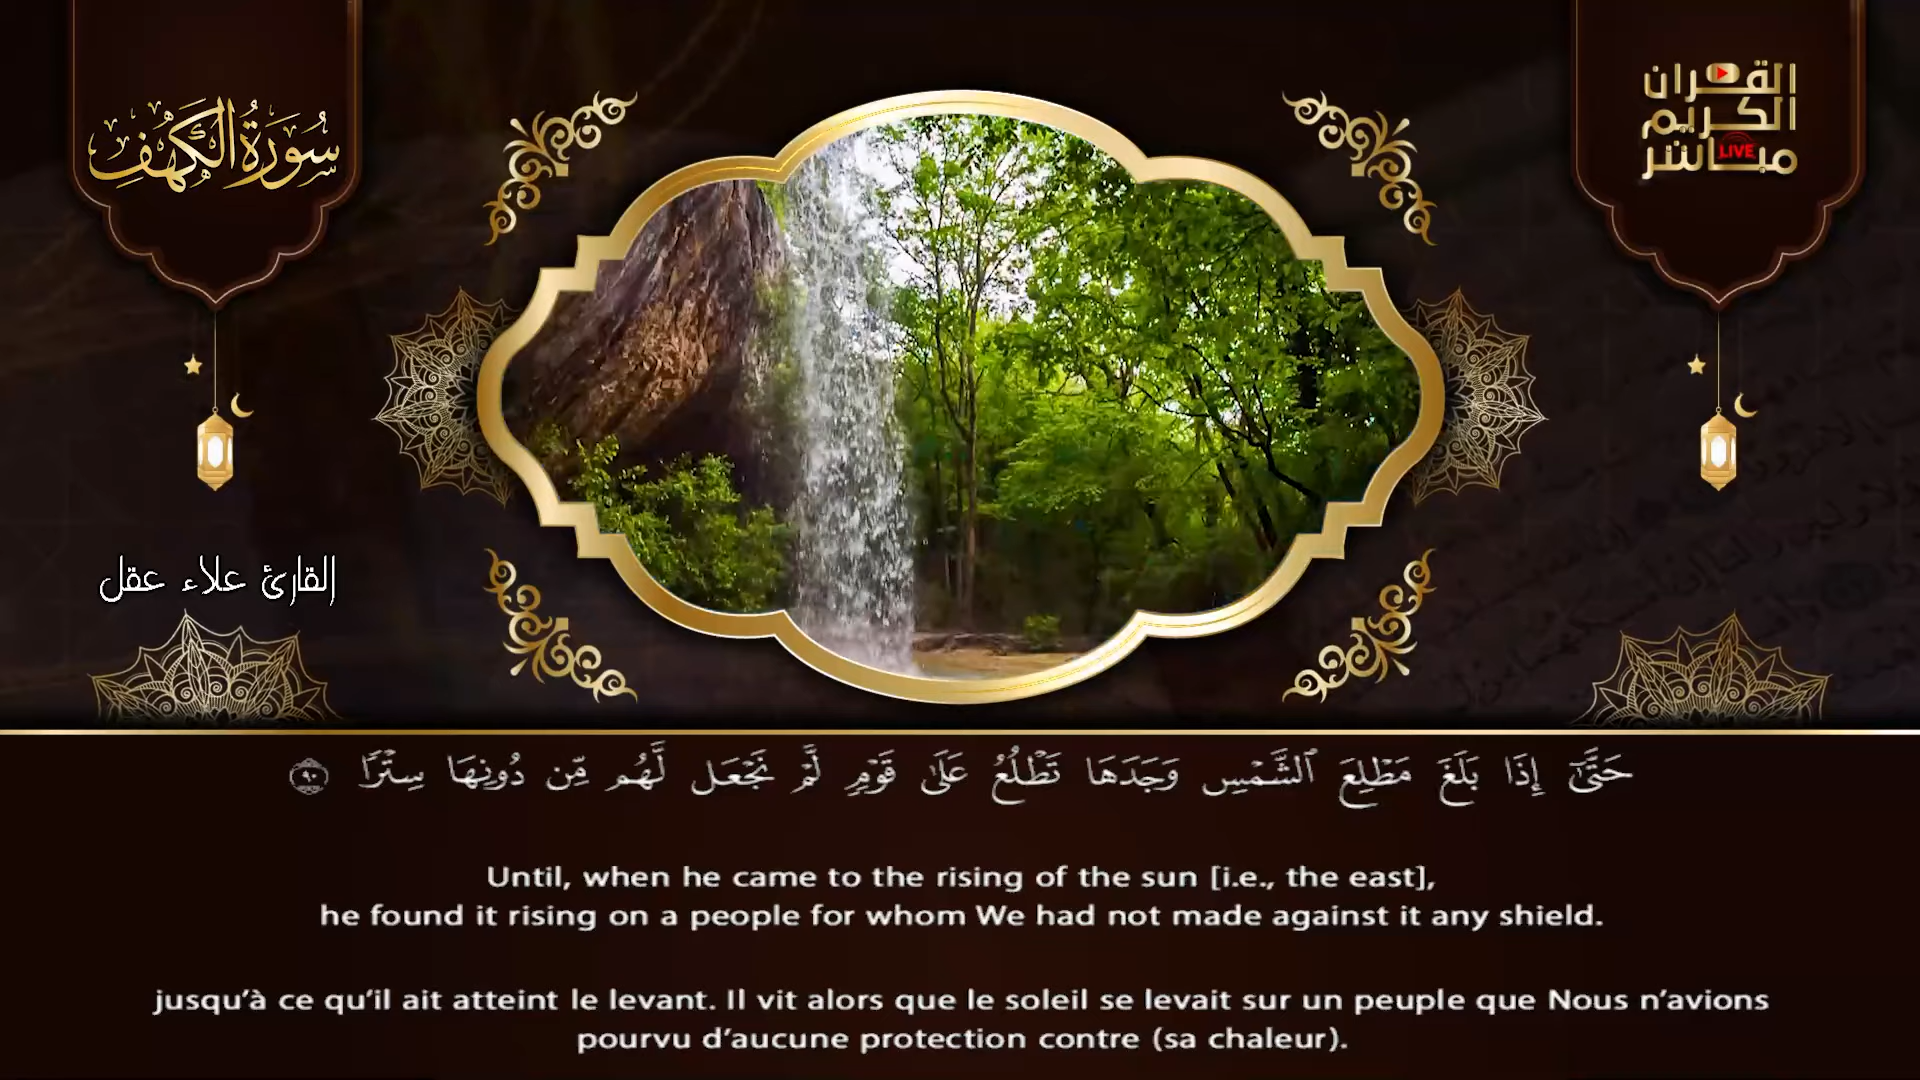 سُورَةُ الكَهْفِ
القرآن
الكريم
مباشر
LIVE
القارئ علاء عقل
حَتَّىٰٓ إِذَا بَلَغَ مَطْلِعَ ٱلشَّمْسِ وَجَدَهَا تَطْلُعُ عَلَىٰ قَوْمٍ لَّمْ نَجْعَل لَّهُم مِّن دُونِهَا سِتْرًا ٩٠
Until, when he came to the rising of the sun [i.e., the east],
he found it rising on a people for whom We had not made against it any shield.
jusqu’à ce qu’il ait atteint le levant. Il vit alors que le soleil se levait sur un peuple que Nous n’avions
pourvu d’aucune protection contre (sa chaleur).